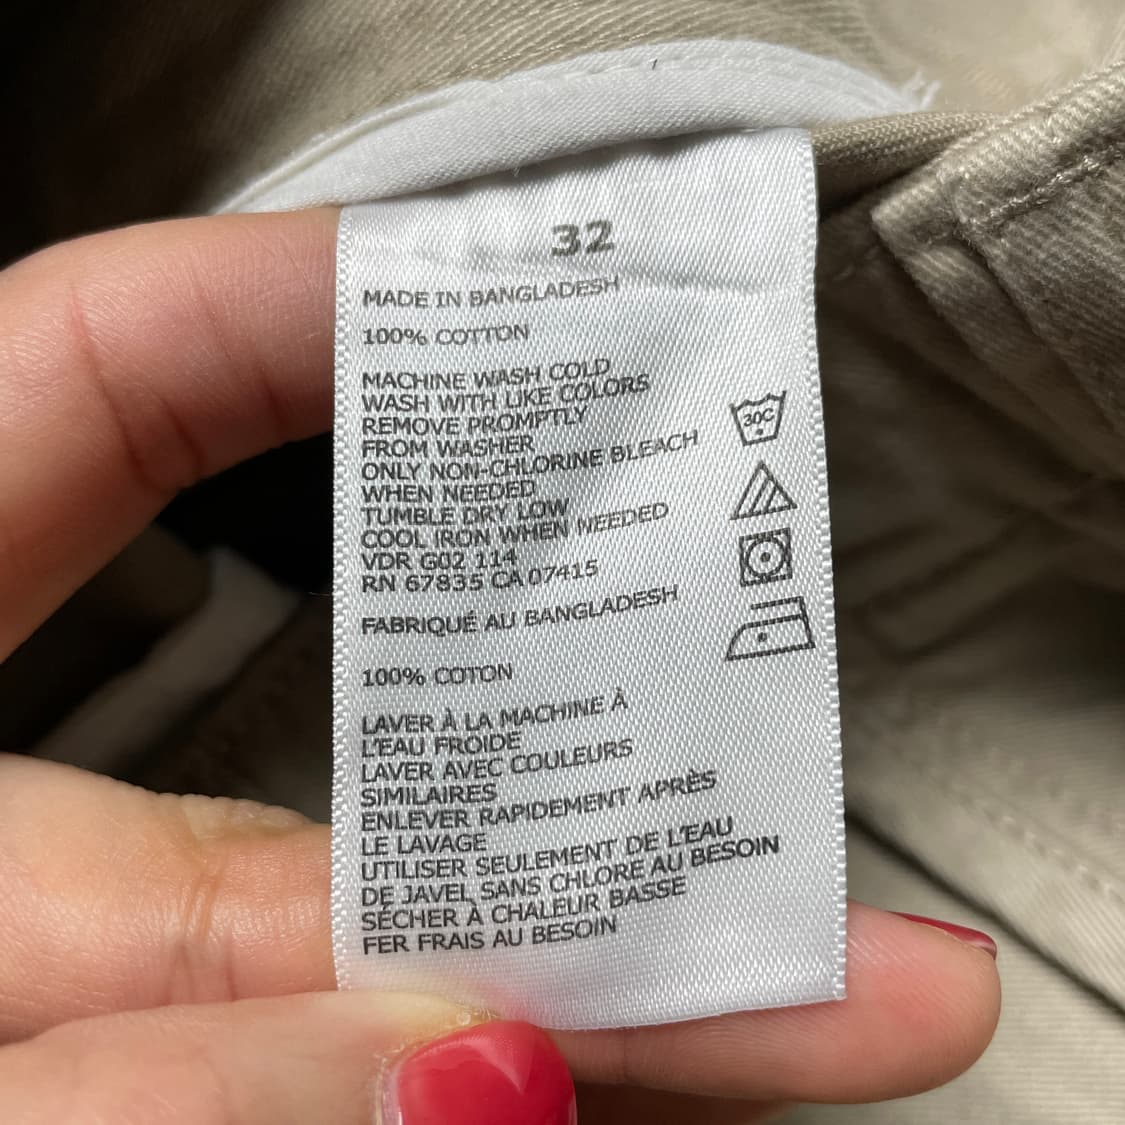 32
MADE IN BANGLADESH
100% COTTON
MACHINE WASH COLD
WASH WITH LIKE COLORS
REMOVE PROMPTLY
FROM WASHER
ONLY NON-CHLORINE BLEACH
WHEN NEEDED
TUMBLE DRY LOW
COOL IRON WHEN NEEDED
VDR G02 114
RN 67835 CA 07415
30C
FABRIQUÉ AU BANGLADESH
100% COTON
LAVER À LA MACHINE À
L'EAU FROIDE
LAVER AVEC COULEURS
SIMILAIRES
ENLEVER RAPIDEMENT APRÈS
LE LAVAGE
UTILISER SEULEMENT DE L'EAU
DE JAVEL SANS CHLORE AU BESOIN
SÉCHER À CHALEUR BASSE
FER FRAIS AU BESOIN